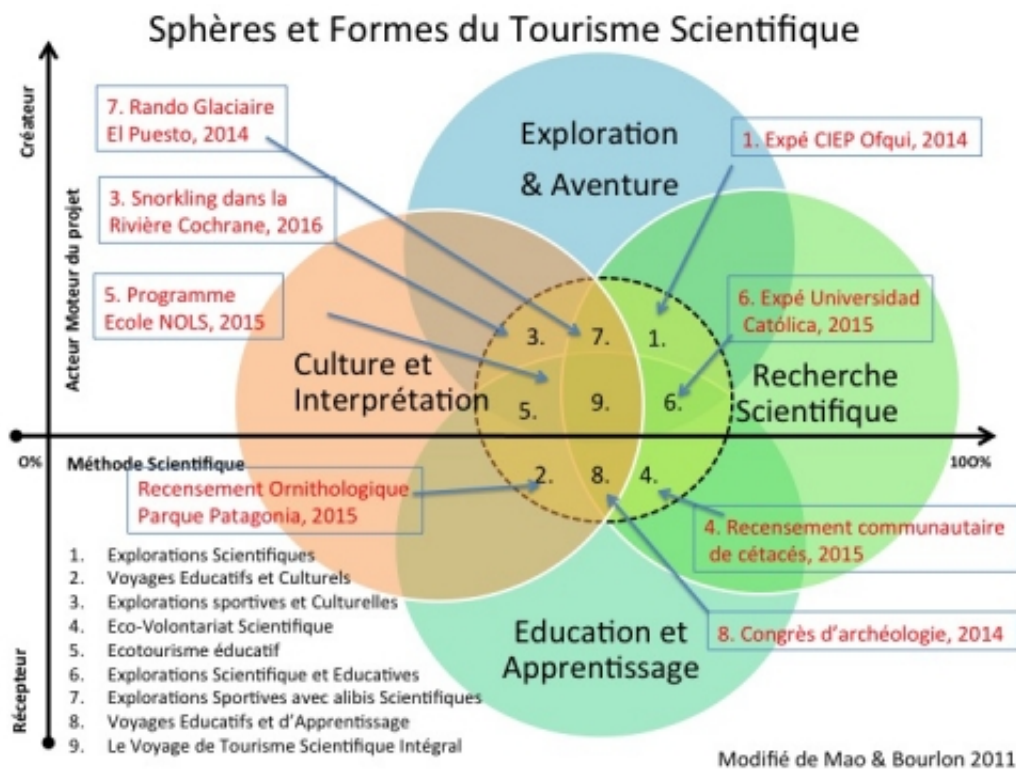 Sphères et Formes du Tourisme Scientifique
Créateur
Acteur Moteur du projet
Récepteur
7. Rando Glaciaire
El Puesto, 2014
3. Snorkling dans la
Rivière Cochrane, 2016
5. Programme
Ecole NOLS, 2015
Exploration
& Aventure
1. Expé CIEP Ofqui, 2014
6. Expé Universidad
Católica, 2015
Culture et
Interprétation
Recherche
Scientifique
3.
7.
1.
5.
9.
6.
2.
8.
4.
0%
Méthode Scientifique
100%
Recensement Ornithologique
Parque Patagonia, 2015
4. Recensement communautaire
de cétacés, 2015
8. Congrès d'archéologie, 2014
Education et
Apprentissage
1. Explorations Scientifiques
2. Voyages Educatifs et Culturels
3. Explorations sportives et Culturelles
4. Eco-Volontariat Scientifique
5. Ecotourisme éducatif
6. Explorations Scientifique et Educatives
7. Explorations Sportives avec alibis Scientifiques
8. Voyages Educatifs et d'Apprentissage
9. Le Voyage de Tourisme Scientifique Intégral
Modifié de Mao & Bourlon 2011